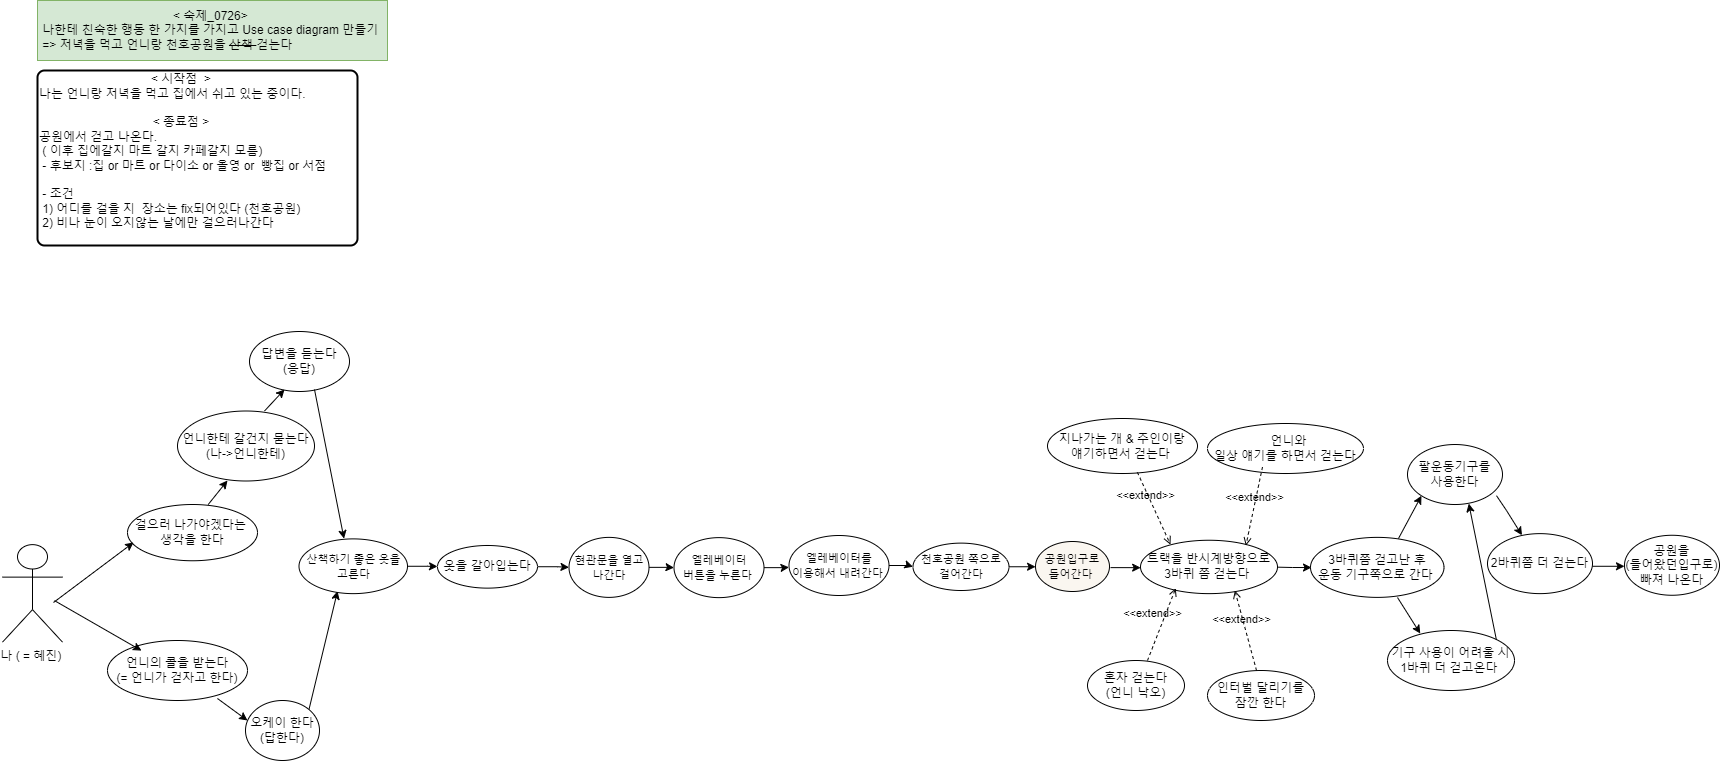 < 숙제_0726>
나한테 친숙한 행동 한 가지를 가지고 Use case diagram 만들기
=> 저녁을 먹고 언니랑 천호공원을 산책 걷는다
< 시작점 >
나는 언니랑 저녁을 먹고 집에서 쉬고 있는 중이다.
< 종료점 >
공원에서 걷고 나온다.
( 이후 집에갈지 마트 갈지 카페갈지 모름)
- 후보지 :집 or 마트 or 다이소 or 올영 or 빵집 or 서점
- 조건
1) 어디를 걸을 지 장소는 fix되어있다 (천호공원)
2) 비나 눈이 오지않는 날에만 걸으러나간다
답변을 듣는다
(응답)
언니한테 갈건지 묻는다
(나->언니한테)
걸으러 나가야겠다는
생각을 한다
나 ( = 혜진)
언니의 콜을 받는다
(= 언니가 걷자고 한다)
오케이 한다
(답한다)
산책하기 좋은 옷을
고른다
옷을 갈아입는다
현관문을 열고
나간다
엘레베이터
버튼을 누른다
엘레베이터를
이용해서 내려간다
천호공원 쪽으로
걸어간다
공원입구로
들어간다
지나가는 개 & 주인이랑
얘기하면서 걷는다
언니와
일상 얘기를 하면서 걷는다
<<extend>>
<<extend>>
트랙을 반시계방향으로
3바퀴 쯤 걷는다
<<extend>>
<<extend>>
혼자 걷는다
(언니 낙오)
인터벌 달리기를
잠깐 한다
3바퀴쯤 걷고난 후
운동 기구쪽으로 간다
팔운동기구를
사용한다
기구 사용이 어려울 시
1바퀴 더 걷고온다
2바퀴쯤 더 걷는다
공원을
(들어왔던입구로)
빠져 나온다